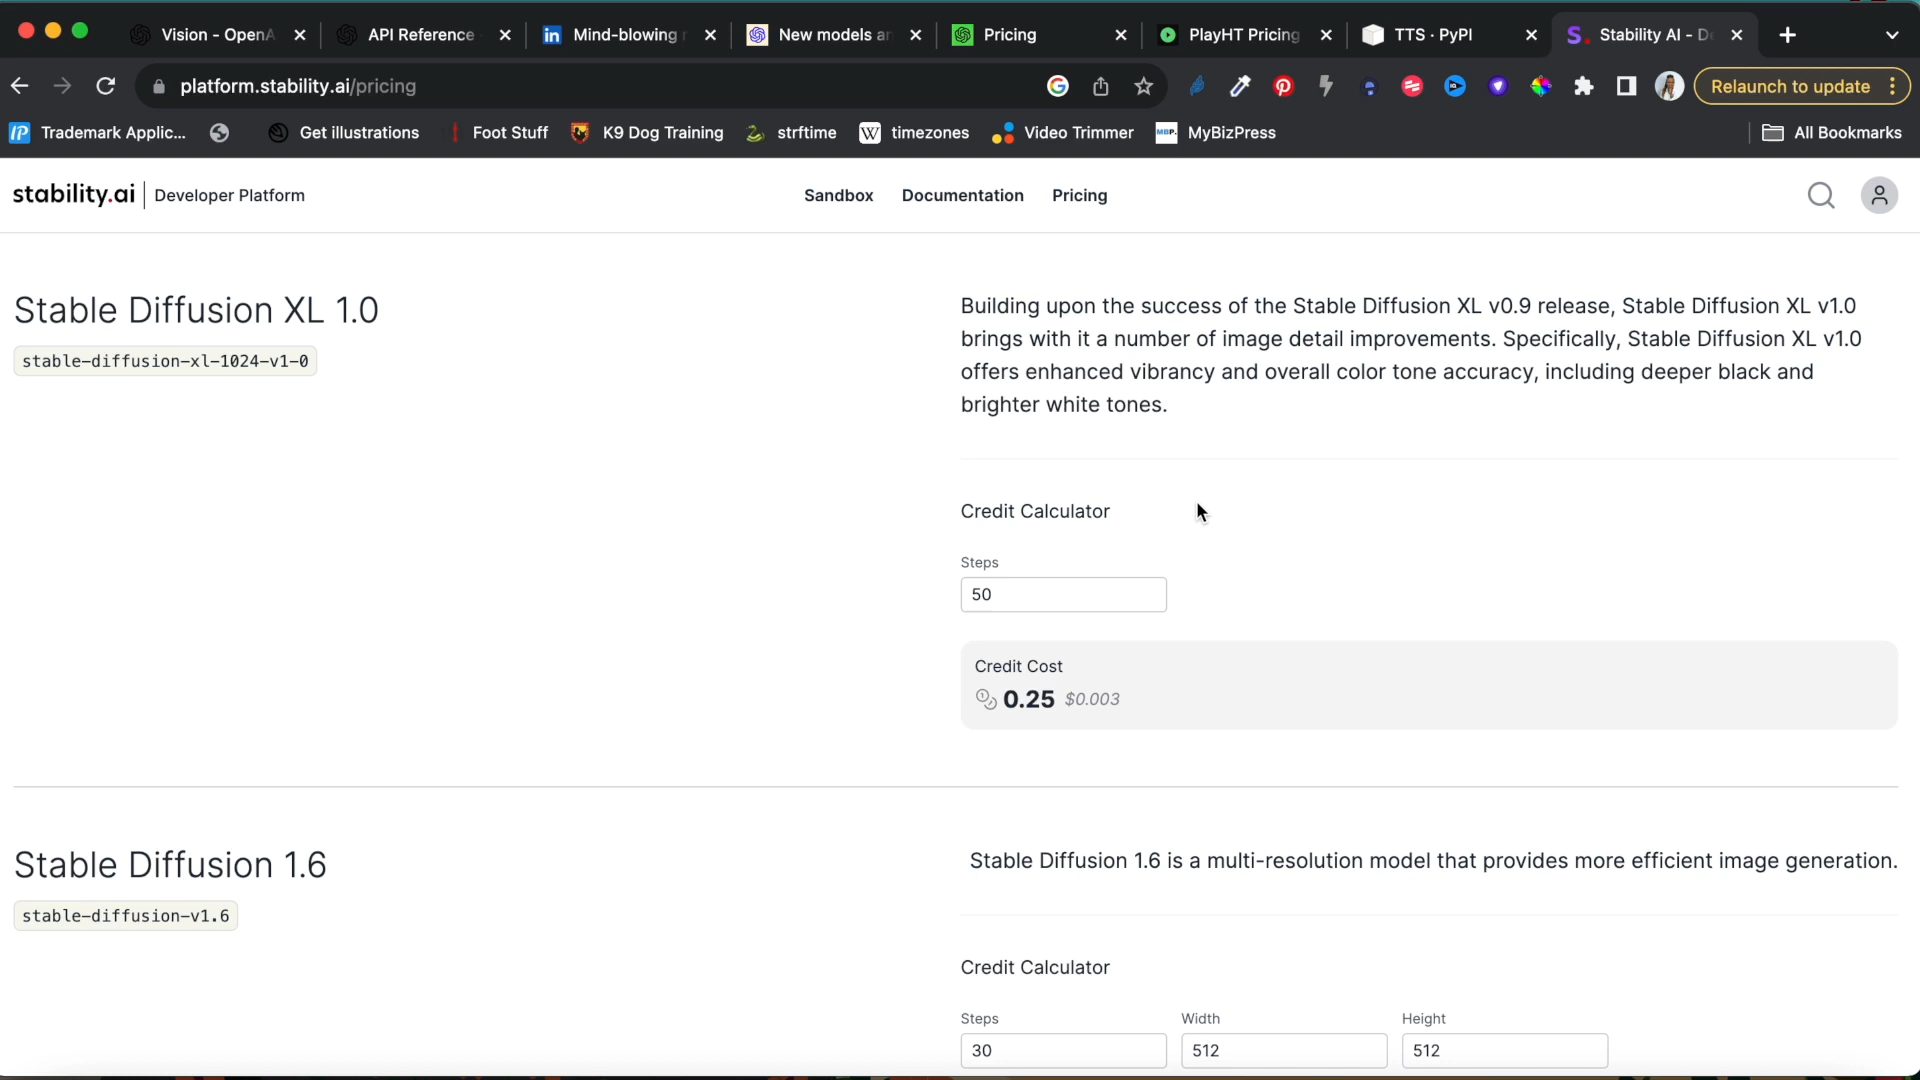 Vision - OpenA
API Reference
Mind-blowing
New models a
Pricing
PlayHT Pricing
TTS · PyPI
Stability AI - D
platform.stability.ai/pricing
Relaunch to update
Trademark Applic...
Get illustrations
Foot Stuff
K9 Dog Training
strftime
timezones
Video Trimmer
MyBizPress
All Bookmarks
stability.ai
Developer Platform
Sandbox
Documentation
Pricing
Stable Diffusion XL 1.0
stable-diffusion-xl-1024-v1-0
Building upon the success of the Stable Diffusion XL v0.9 release, Stable Diffusion XL v1.0
brings with it a number of image detail improvements. Specifically, Stable Diffusion XL v1.0
offers enhanced vibrancy and overall color tone accuracy, including deeper black and
brighter white tones.
Credit Calculator
Steps
50
Credit Cost
0.25 $0.003
Stable Diffusion 1.6
stable-diffusion-v1.6
Stable Diffusion 1.6 is a multi-resolution model that provides more efficient image generation.
Credit Calculator
Steps
Width
Height
30
512
512